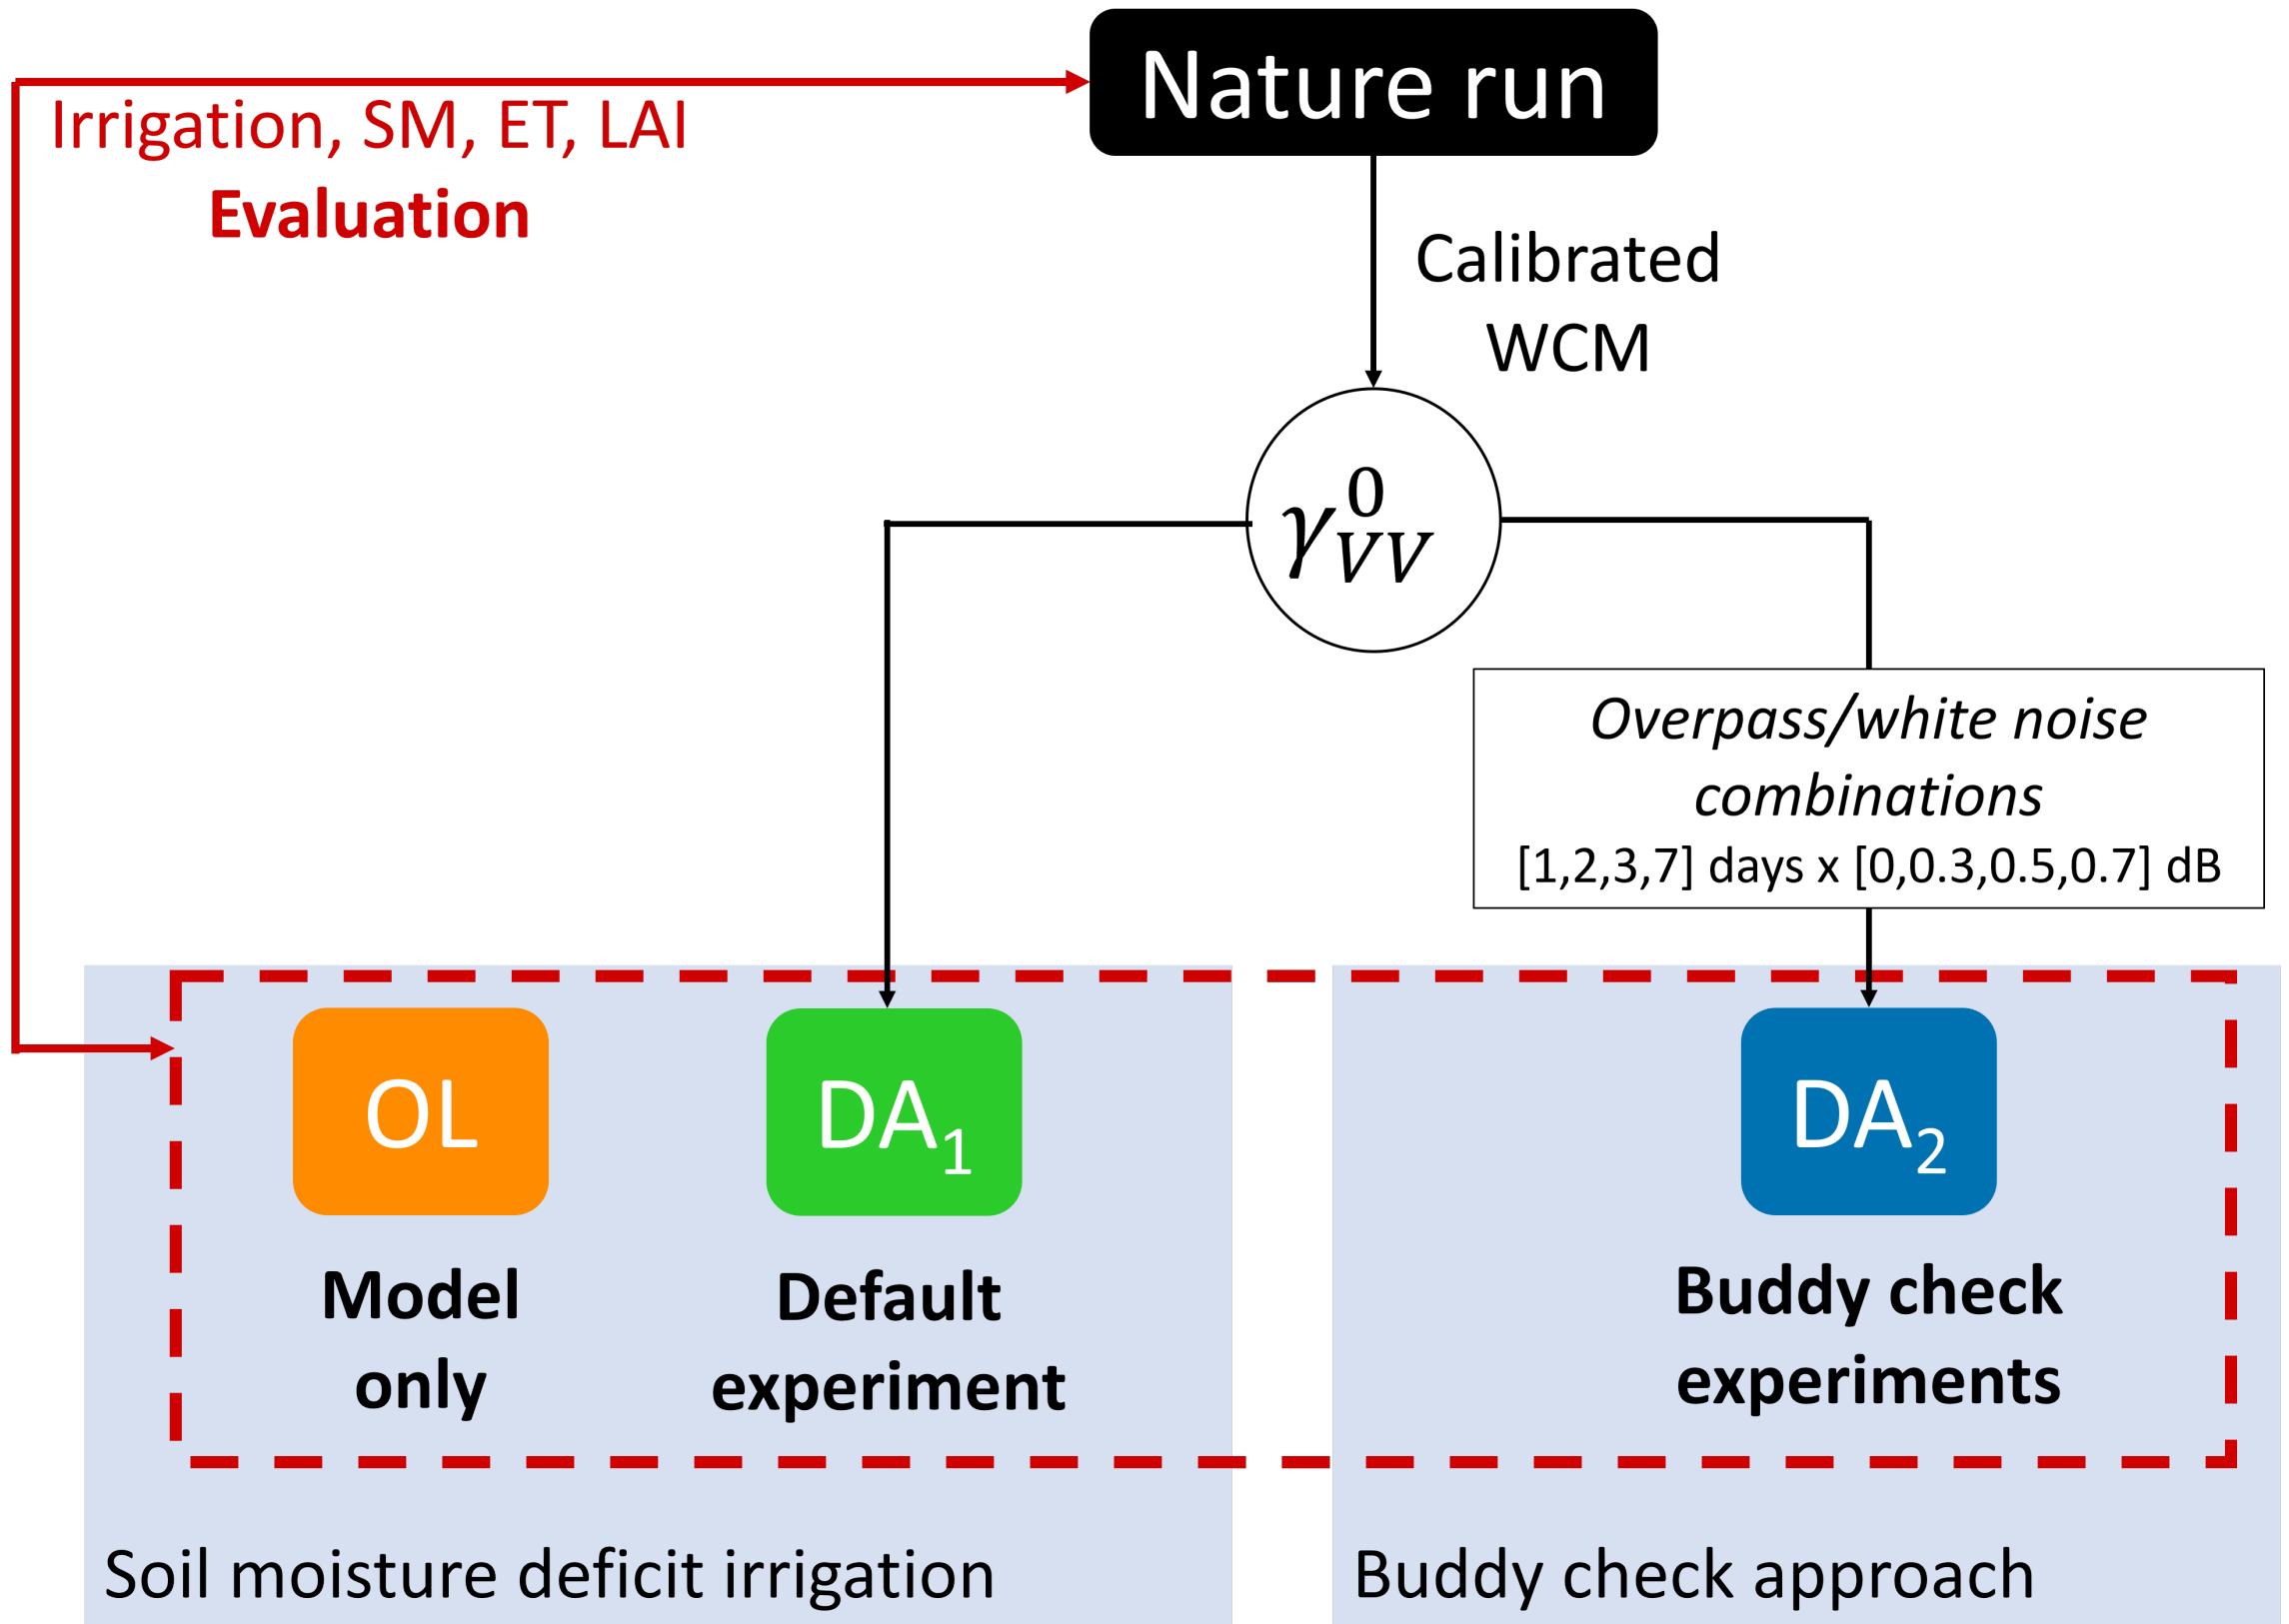 Nature run
Irrigation, SM, ET, LAI
Evaluation
Calibrated
WCM
γ⁰_VV
Overpass/white noise
combinations
[1,2,3,7] days x [0,0.3,0.5,0.7] dB
OL
DA₁
DA₂
Model
only
Default
experiment
Buddy check
experiments
Soil moisture deficit irrigation
Buddy check approach